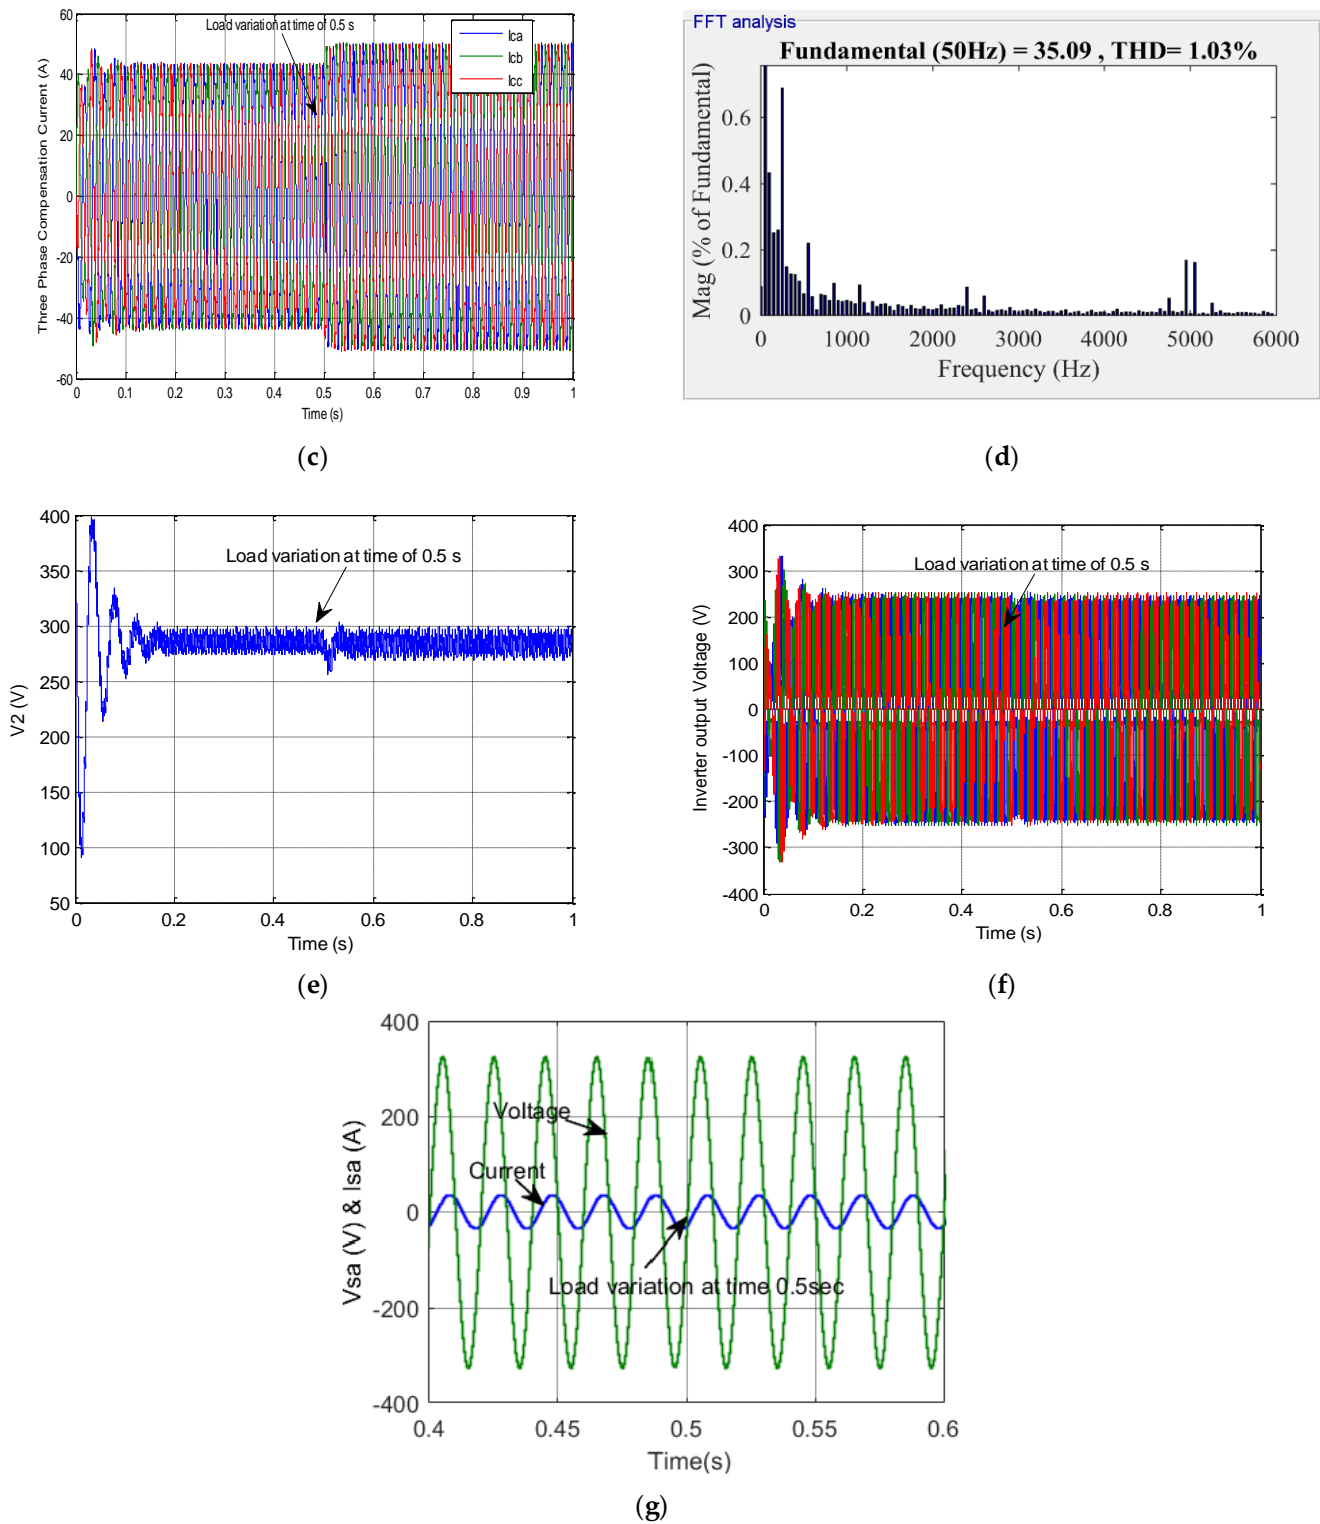 Load variation at time of 0.5 s
Ica
Icb
Icc
60
40
20
0
-20
-40
-60
Three Phase Compensation Current (A)
0 0.1 0.2 0.3 0.4 0.5 0.6 0.7 0.8 0.9 1
Time (s)
(c)
FFT analysis
Fundamental (50Hz) = 35.09 , THD= 1.03%
0.6
0.4
0.2
0
Mag (% of Fundamental)
0 1000 2000 3000 4000 5000 6000
Frequency (Hz)
(d)
400
350
300
250
200
150
100
50
V2 (V)
Load variation at time of 0.5 s
0 0.2 0.4 0.6 0.8 1
Time (s)
(e)
400
300
200
100
0
-100
-200
-300
-400
Inverter output Voltage (V)
Load variation at time of 0.5 s
0 0.2 0.4 0.6 0.8 1
Time (s)
(f)
400
200
0
-200
-400
Vsa (V) & Isa (A)
Voltage
Current
Load variation at time 0.5sec
0.4 0.45 0.5 0.55 0.6
Time(s)
(g)